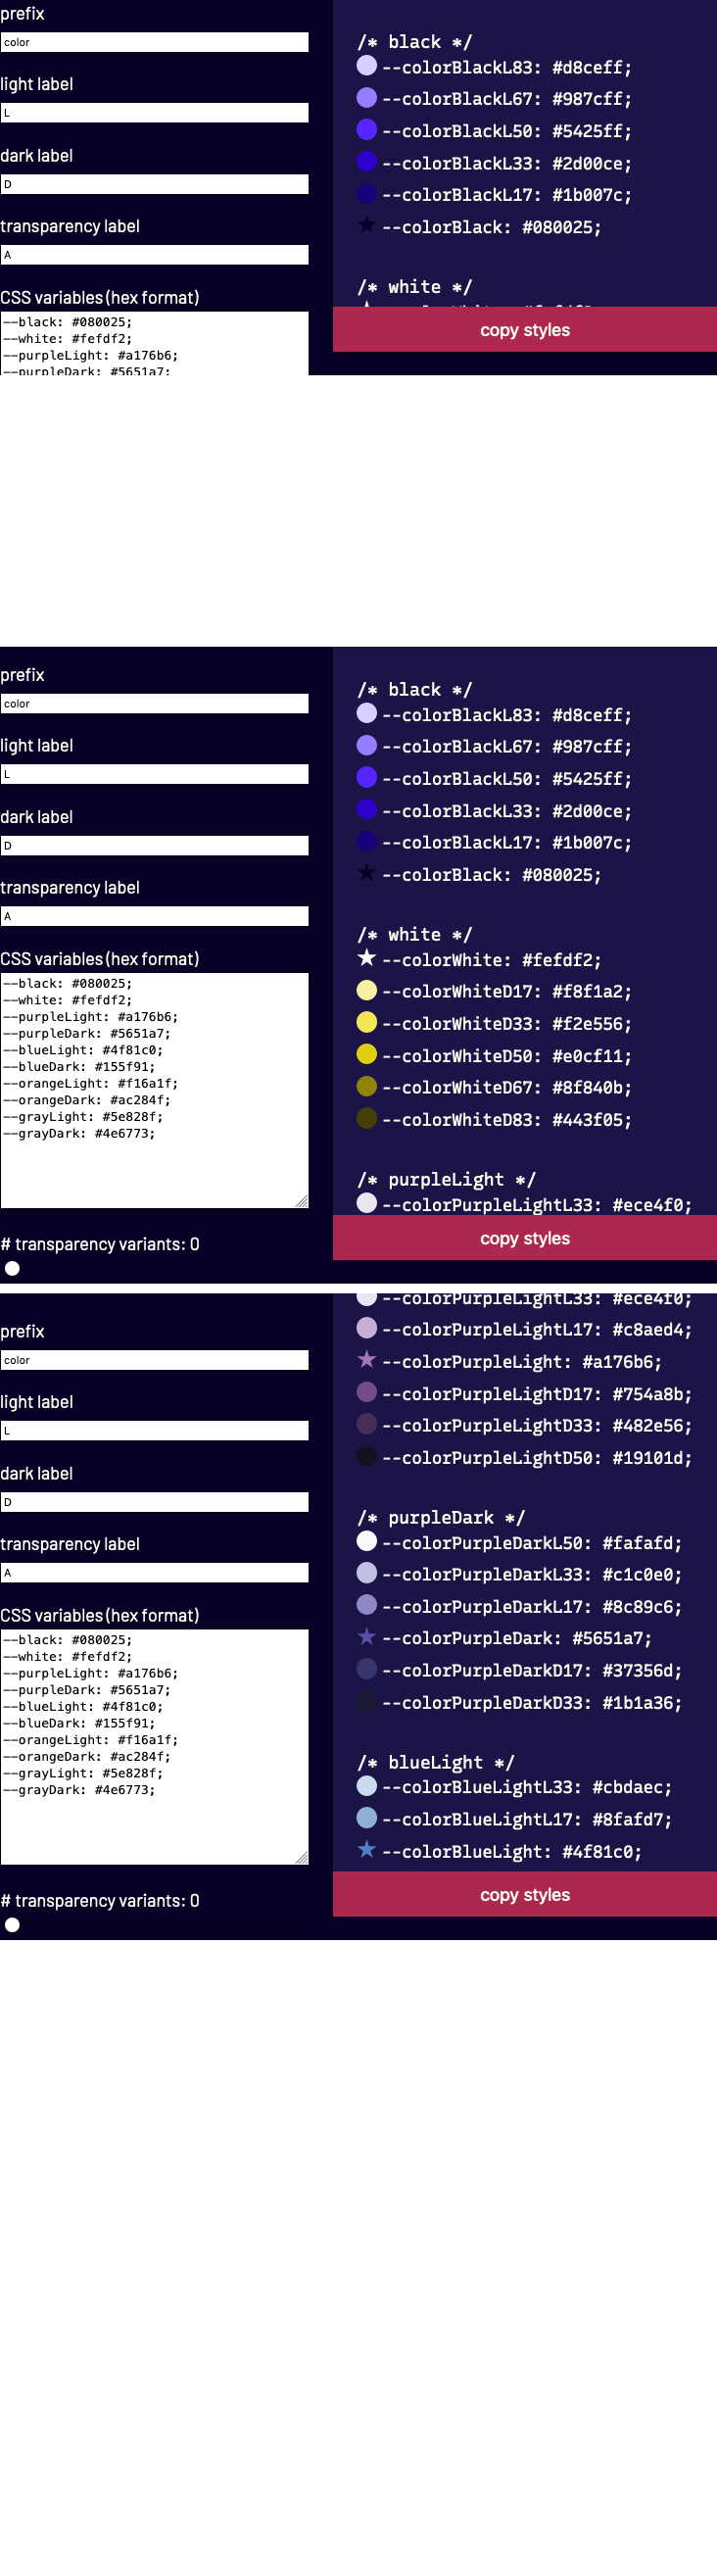 prefix
color
light label
L
dark label
D
transparency label
A
CSS variables (hex format)
--black: #080025;
--white: #fefdf2;
--purpleLight: #a176b6;
--purpleDark: #5651a7;
/* black */
--colorBlackL83: #d8ceff;
--colorBlackL67: #987cff;
--colorBlackL50: #5425ff;
--colorBlackL33: #2d00ce;
--colorBlackL17: #1b007c;
--colorBlack: #080025;
/* white */
copy styles
prefix
color
light label
L
dark label
D
transparency label
A
CSS variables (hex format)
--black: #080025;
--white: #fefdf2;
--purpleLight: #a176b6;
--purpleDark: #5651a7;
--blueLight: #4f81c0;
--blueDark: #155f91;
--orangeLight: #f16a1f;
--orangeDark: #ac284f;
--grayLight: #5e828f;
--grayDark: #4e6773;
# transparency variants: 0
/* black */
--colorBlackL83: #d8ceff;
--colorBlackL67: #987cff;
--colorBlackL50: #5425ff;
--colorBlackL33: #2d00ce;
--colorBlackL17: #1b007c;
--colorBlack: #080025;
/* white */
--colorWhite: #fefdf2;
--colorWhiteD17: #f8f1a2;
--colorWhiteD33: #f2e556;
--colorWhiteD50: #e0cf11;
--colorWhiteD67: #8f840b;
--colorWhiteD83: #443f05;
/* purpleLight */
--colorPurpleLightL33: #ece4f0;
copy styles
prefix
color
light label
L
dark label
D
transparency label
A
CSS variables (hex format)
--black: #080025;
--white: #fefdf2;
--purpleLight: #a176b6;
--purpleDark: #5651a7;
--blueLight: #4f81c0;
--blueDark: #155f91;
--orangeLight: #f16a1f;
--orangeDark: #ac284f;
--grayLight: #5e828f;
--grayDark: #4e6773;
# transparency variants: 0
--colorPurpleLightL33: #ece4f0;
--colorPurpleLightL17: #c8aed4;
--colorPurpleLight: #a176b6;
--colorPurpleLightD17: #754a8b;
--colorPurpleLightD33: #482e56;
--colorPurpleLightD50: #19101d;
/* purpleDark */
--colorPurpleDarkL50: #fafafd;
--colorPurpleDarkL33: #c1c0e0;
--colorPurpleDarkL17: #8c89c6;
--colorPurpleDark: #5651a7;
--colorPurpleDarkD17: #37356d;
--colorPurpleDarkD33: #1b1a36;
/* blueLight */
--colorBlueLightL33: #cbdaec;
--colorBlueLightL17: #8fafd7;
--colorBlueLight: #4f81c0;
copy styles